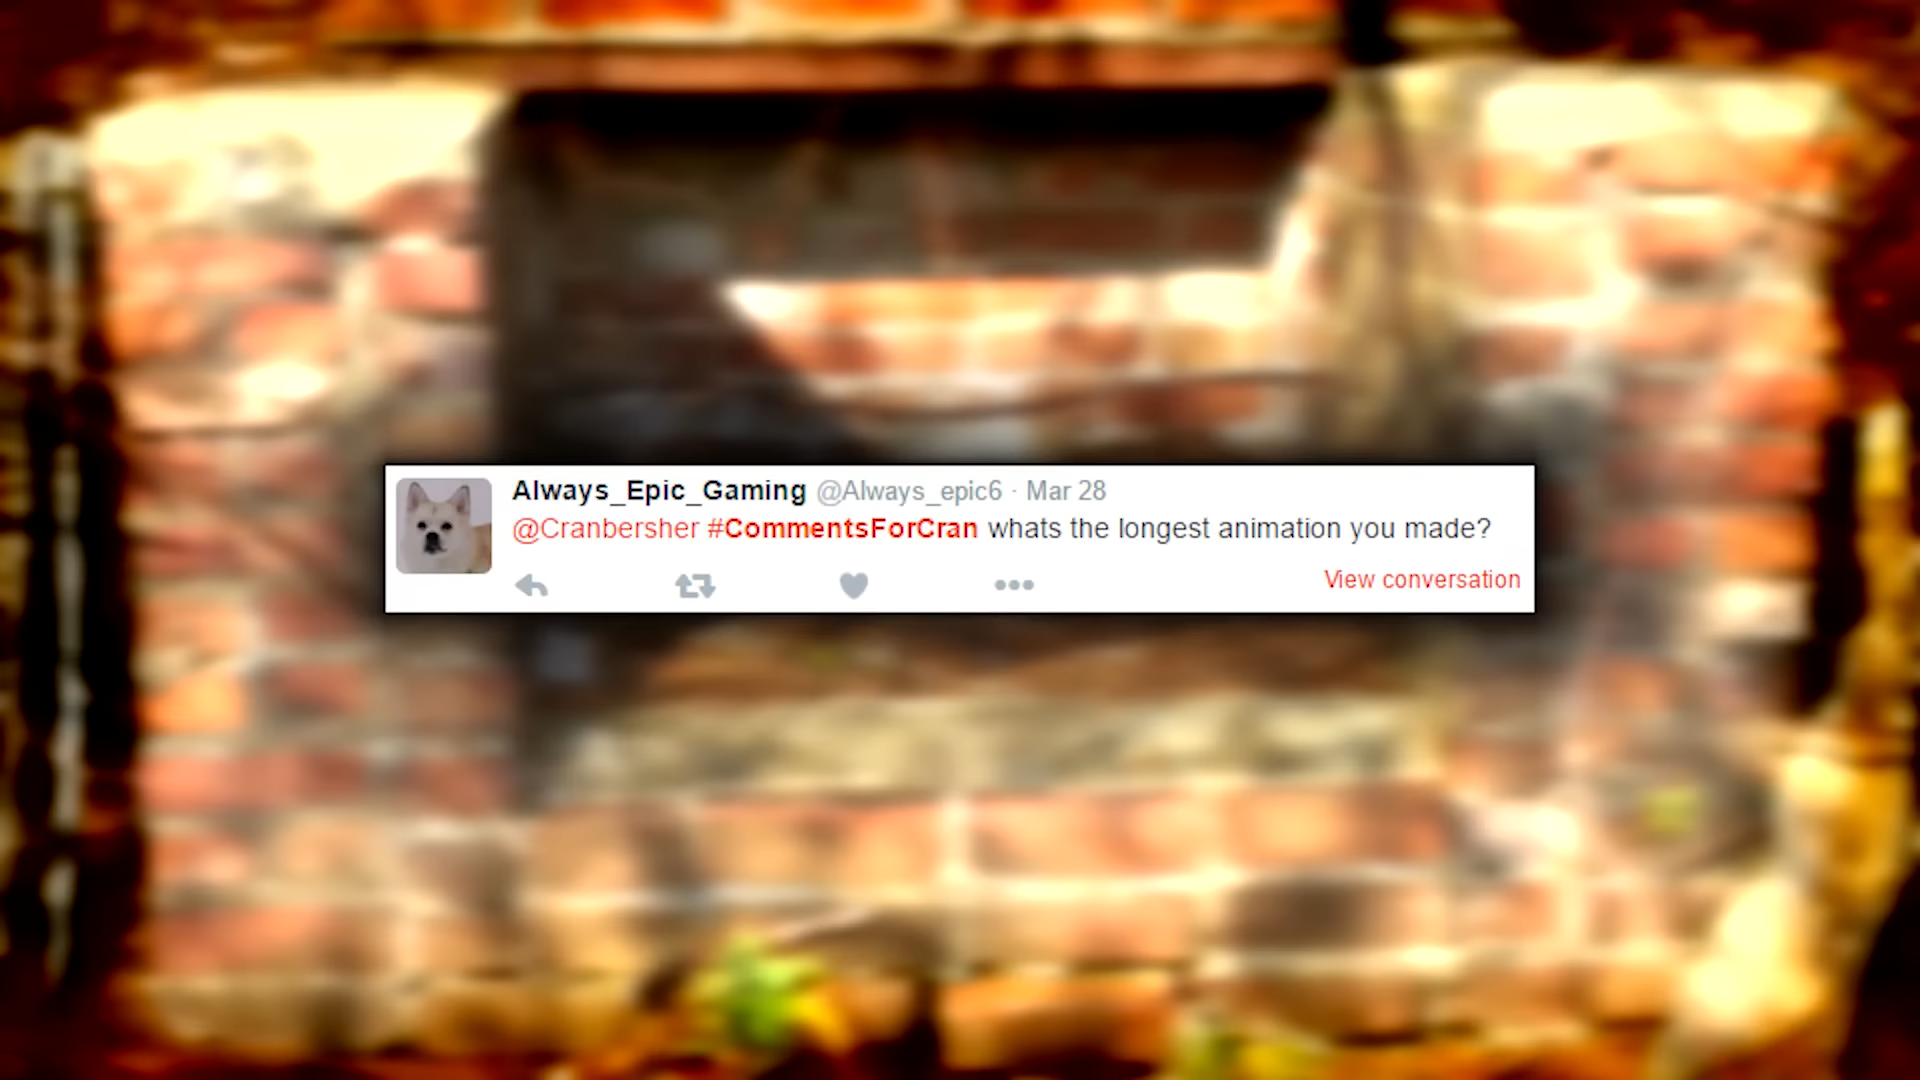 Always_Epic_Gaming @Always_epic6 · Mar 28
@Cranbersher #CommentsForCran whats the longest animation you made?
View conversation